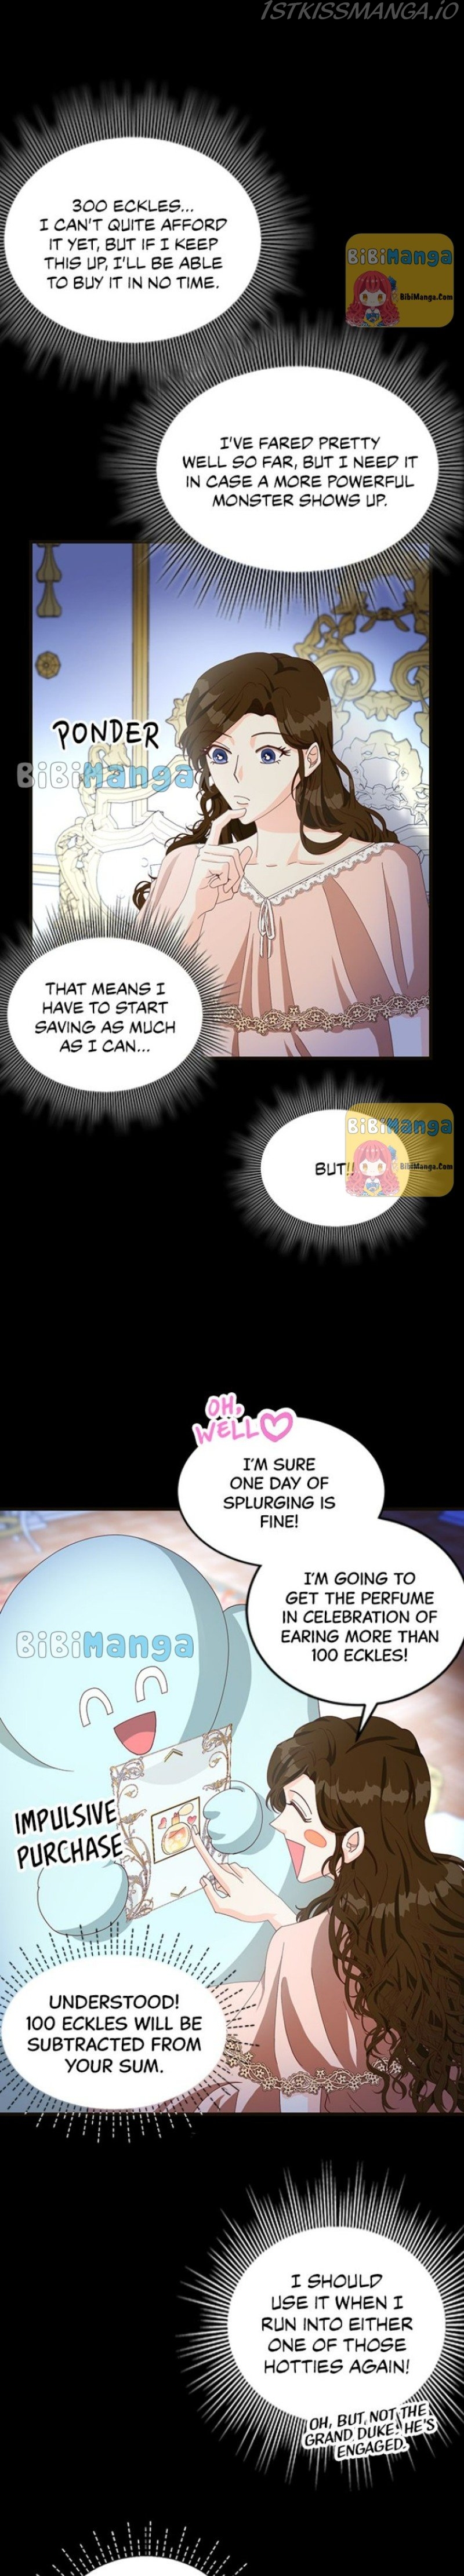 1STKISSMANGA.iO
300 ECKLES...
I CAN'T QUITE AFFORD
IT YET, BUT IF I KEEP
THIS UP, I'LL BE ABLE
TO BUY IT IN NO TIME.
BiBiManga
BibiManga.Com
I'VE FARED PRETTY
WELL SO FAR, BUT I NEED IT
IN CASE A MORE POWERFUL
MONSTER SHOWS UP.
PONDER
BiBiManga
THAT MEANS I
HAVE TO START
SAVING AS MUCH
AS I CAN...
BUT!!
BiBiManga
BibiManga.Com
OH,
WELL
I'M SURE
ONE DAY OF
SPLURGING IS
FINE!
I'M GOING TO
GET THE PERFUME
IN CELEBRATION OF
EARING MORE THAN
100 ECKLES!
BiBiManga
IMPULSIVE
PURCHASE
UNDERSTOOD!
100 ECKLES WILL BE
SUBTRACTED FROM
YOUR SUM.
I SHOULD
USE IT WHEN I
RUN INTO EITHER
ONE OF THOSE
HOTTIES AGAIN!
OH, BUT NOT THE
GRAND DUKE. HE'S
ENGAGED.